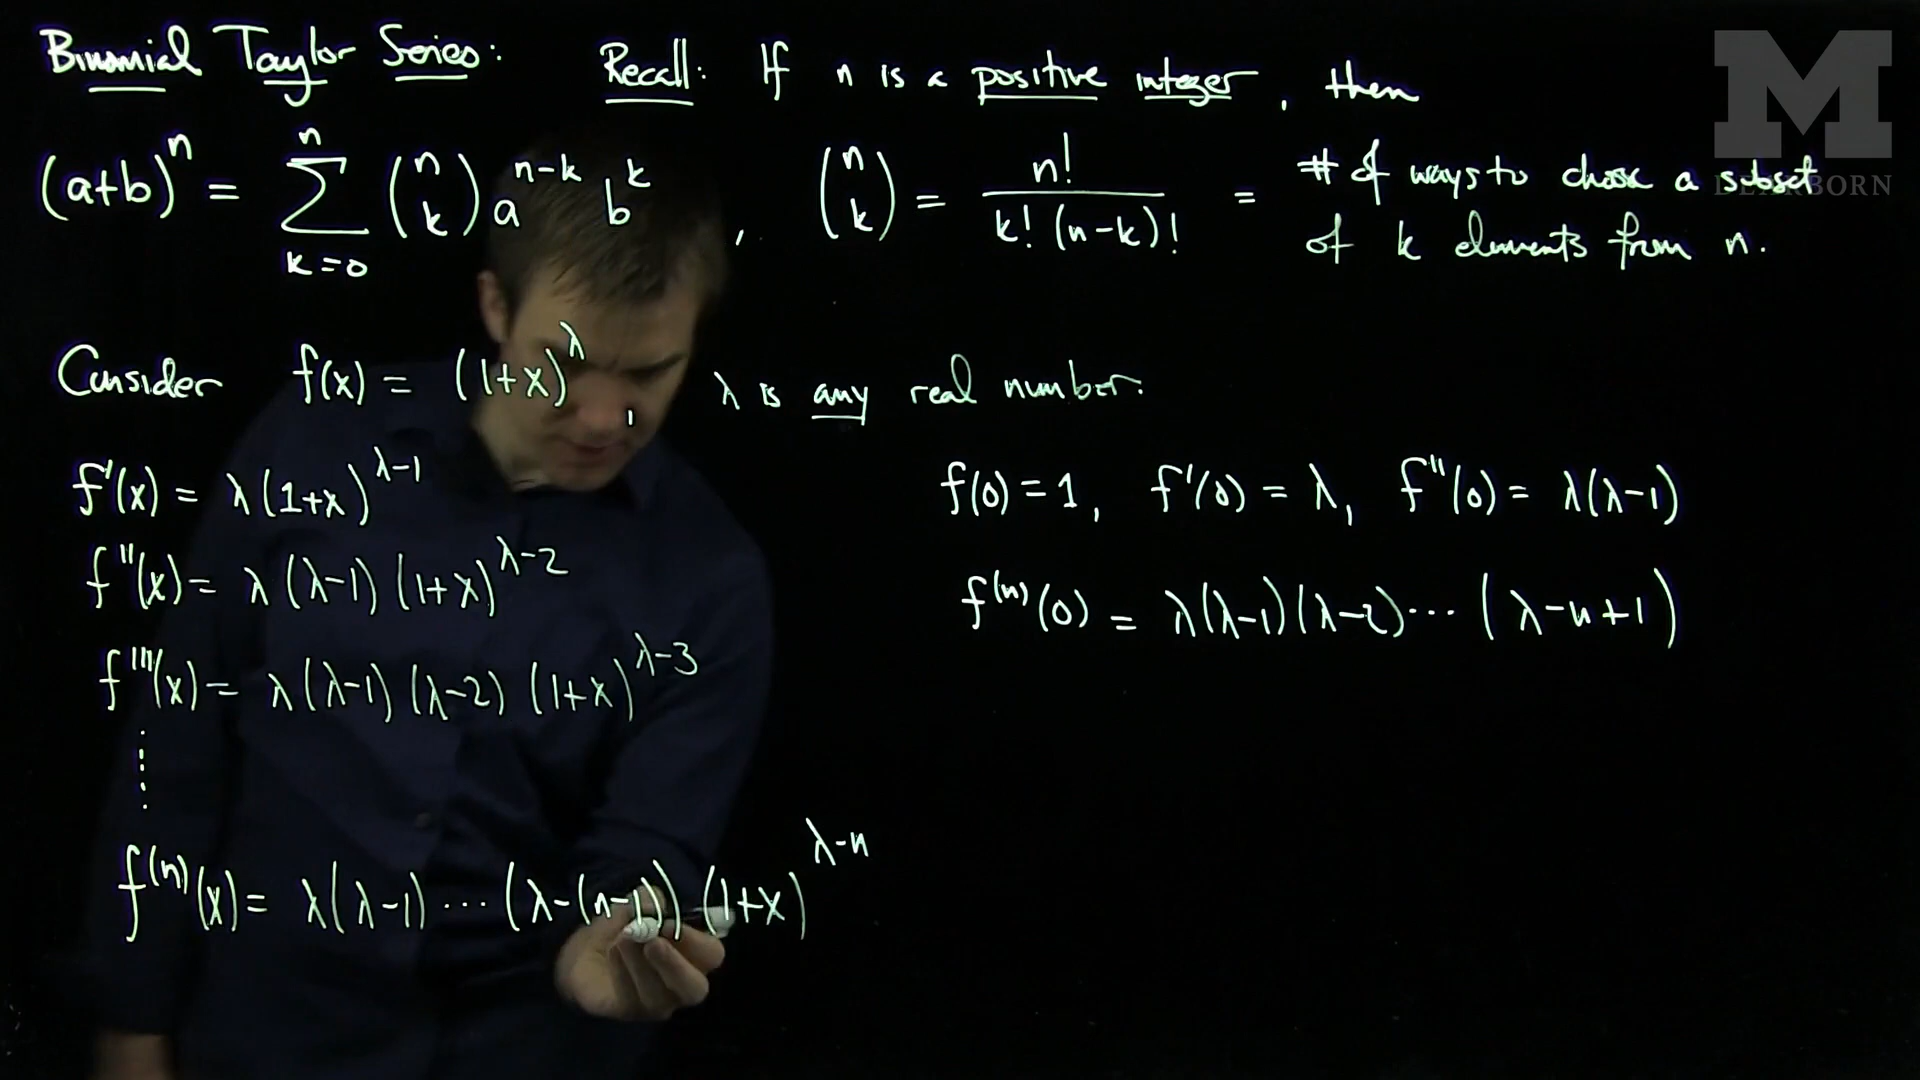 Binomial Taylor Series: Recall: If n is a positive integer, then
(a+b)^n = ∑_{k=0}^{n} (n k) a^{n-k} b^k , (n k) = n! / k!(n-k)! = # of ways to choose a subset
of k elements from n.
M
DEARBORN
Consider f(x) = (1+x)^λ, λ is any real number.
f'(x) = λ(1+x)^{λ-1} f(0) = 1, f'(0) = λ, f''(0) = λ(λ-1)
f''(x) = λ(λ-1)(1+x)^{λ-2} f^{(n)}(0) = λ(λ-1)(λ-2)···(λ-n+1)
f'''(x) = λ(λ-1)(λ-2)(1+x)^{λ-3}
⋮
f^{(n)}(x) = λ(λ-1)···(λ-(n-1))(1+x)^{λ-n}